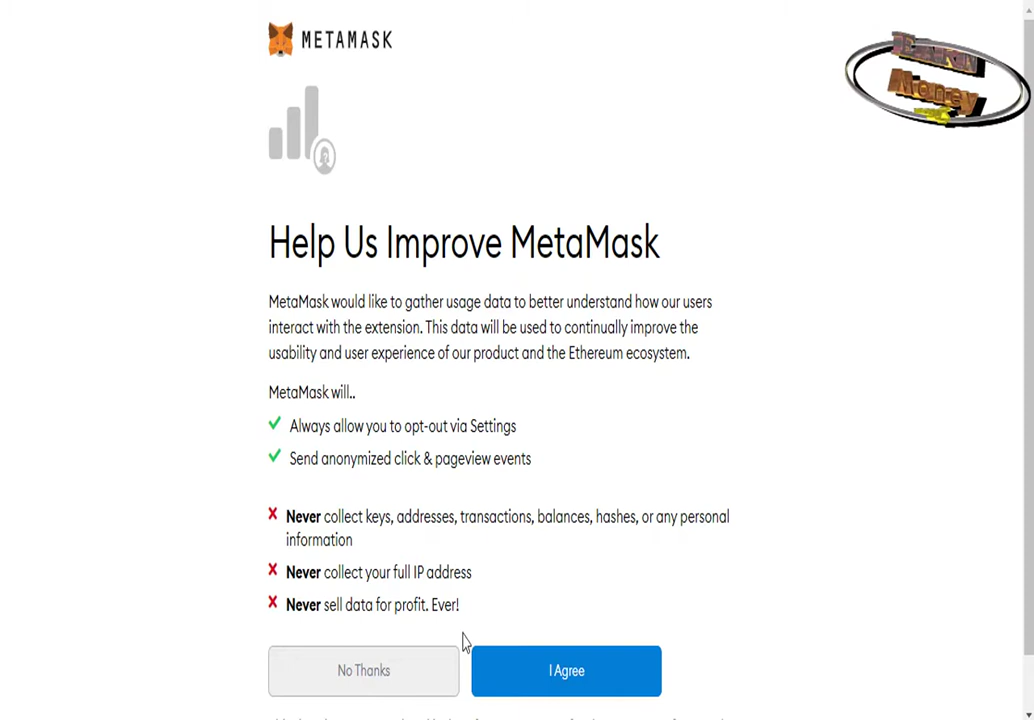 METAMASK
EARN
Money
Help Us Improve MetaMask
MetaMask would like to gather usage data to better understand how our users
interact with the extension. This data will be used to continually improve the
usability and user experience of our product and the Ethereum ecosystem.
MetaMask will..
Always allow you to opt-out via Settings
Send anonymized click & pageview events
Never collect keys, addresses, transactions, balances, hashes, or any personal
information
Never collect your full IP address
Never sell data for profit. Ever!
No Thanks
I Agree